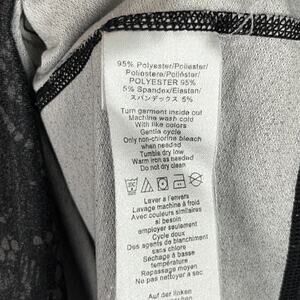 95% Polyester/Polyester/
Poliestere/Poliéster/
POLYESTER 95%
5% Spandex/Elastan/
スパンデックス 5%
Turn garment inside out
Machine wash cold
With like colors
Gentle cycle
Only non-chlorine bleach
when needed
Tumble dry low
Warm iron as needed
Do not dry clean
Laver à l'envers
Lavage machine à froid
Avec couleurs similaires
si besoin
employer seulement
Cycle doux
Des agents de blanchiment
sans chlore
Séchage à basse
température
Repassage moyen
Ne pas nettoyer a sec
Auf der linken